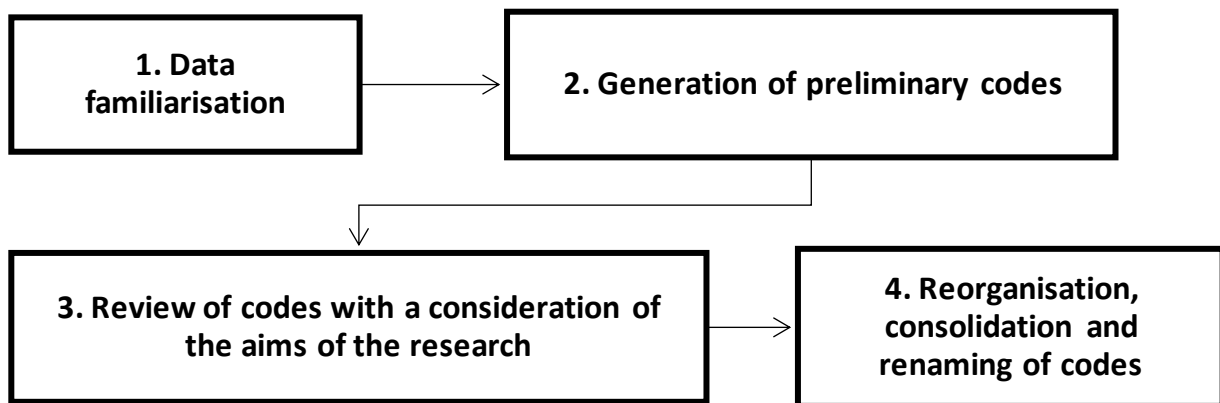 1. Data
familiarisation
2. Generation of preliminary codes
3. Review of codes with a consideration of
the aims of the research
4. Reorganisation,
consolidation and
renaming of codes